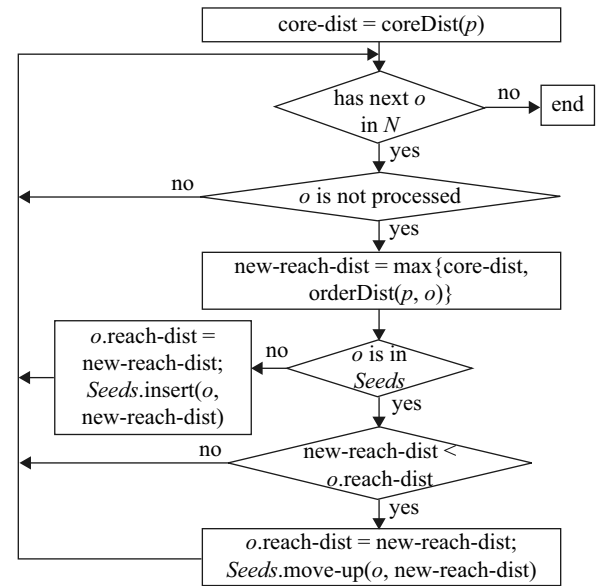 core-dist = coreDist(p)
has next o
in N
no
end
yes
o is not processed
no
yes
new-reach-dist = max{core-dist,
orderDist(p, o)}
o is in
Seeds
no
o.reach-dist =
new-reach-dist;
Seeds.insert(o,
new-reach-dist)
yes
new-reach-dist <
o.reach-dist
no
yes
o.reach-dist = new-reach-dist;
Seeds.move-up(o, new-reach-dist)